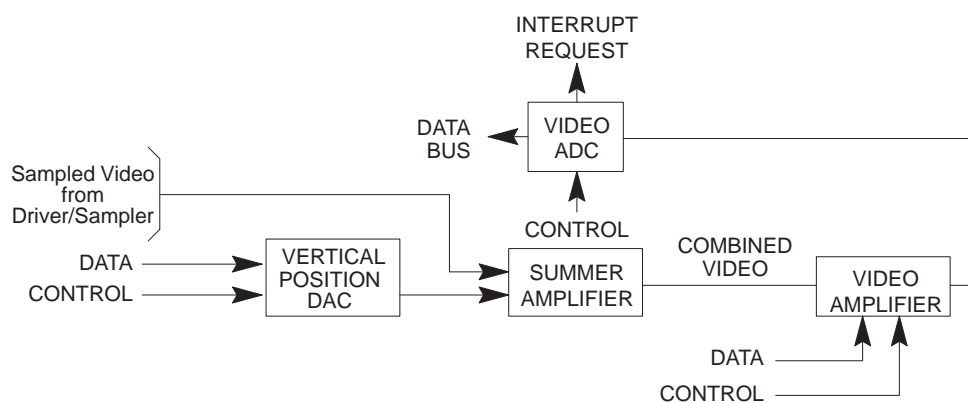 INTERRUPT
REQUEST
DATA
BUS
VIDEO
ADC
Sampled Video
from
Driver/Sampler
CONTROL
DATA
CONTROL
VERTICAL
POSITION
DAC
SUMMER
AMPLIFIER
COMBINED
VIDEO
VIDEO
AMPLIFIER
DATA
CONTROL